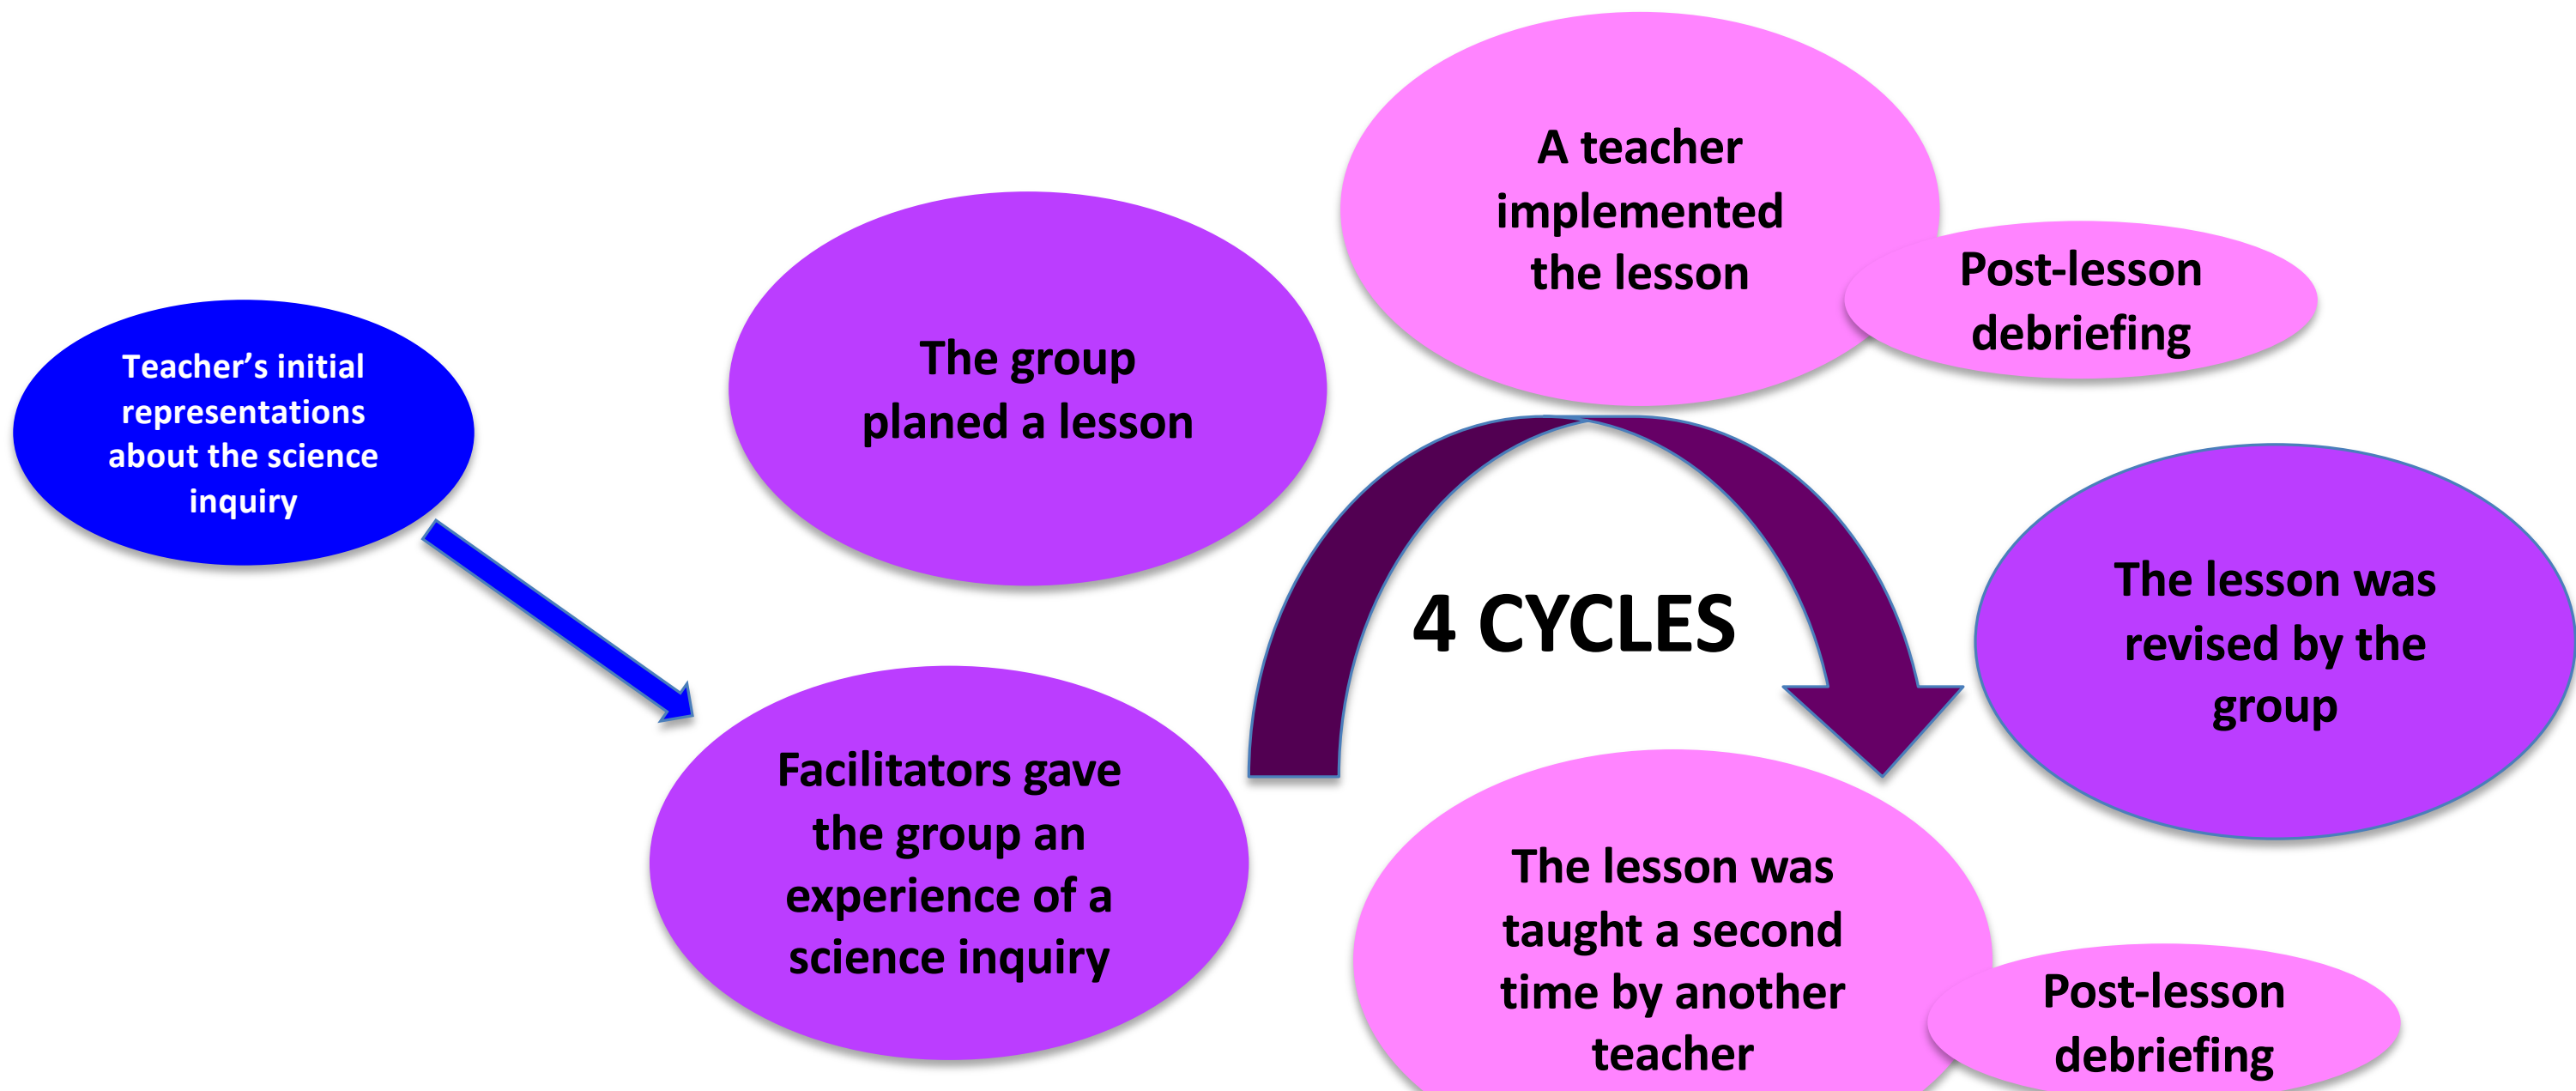 Teacher’s initial
representations
about the science
inquiry
Facilitators gave
the group an
experience of a
science inquiry
The group
planed a lesson
A teacher
implemented
the lesson
Post-lesson
debriefing
4 CYCLES
The lesson was
revised by the
group
The lesson was
taught a second
time by another
teacher
Post-lesson
debriefing